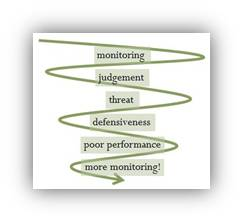 monitoring
judgement
threat
defensiveness
poor performance
more monitoring!